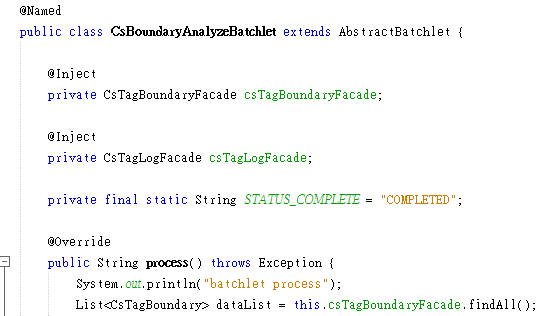 @Named
public class CsBoundaryAnalyzeBatchlet extends AbstractBatchlet {
@Inject
private CsTagBoundaryFacade csTagBoundaryFacade;
@Inject
private CsTagLogFacade csTagLogFacade;
private final static String STATUS_COMPLETE = "COMPLETED";
@Override
public String process() throws Exception {
System.out.println("batchlet process");
List<CsTagBoundary> dataList = this.csTagBoundaryFacade.findAll();